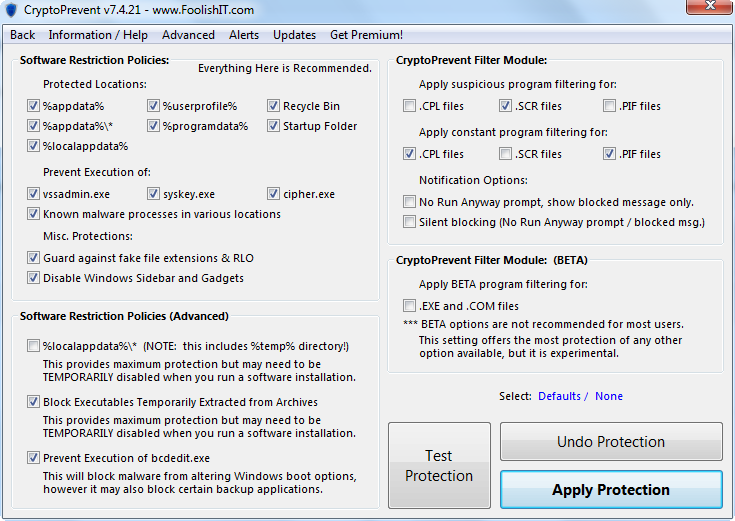 CryptoPrevent v7.4.21 - www.FoolishIT.com
Back Information / Help Advanced Alerts Updates Get Premium!
Software Restriction Policies:
Everything Here is Recommended.
Protected Locations:
%appdata% %userprofile% Recycle Bin
%appdata%\* %programdata% Startup Folder
%localappdata%
Prevent Execution of:
vssadmin.exe syskey.exe cipher.exe
Known malware processes in various locations
Misc. Protections:
Guard against fake file extensions & RLO
Disable Windows Sidebar and Gadgets
Software Restriction Policies (Advanced)
%localappdata%\* (NOTE: this includes %temp% directory!)
This provides maximum protection but may need to be
TEMPORARILY disabled when you run a software installation.
Block Executables Temporarily Extracted from Archives
This provides maximum protection but may need to be
TEMPORARILY disabled when you run a software installation.
Prevent Execution of bcdedit.exe
This will block malware from altering Windows boot options,
however it may also block certain backup applications.
CryptoPrevent Filter Module:
Apply suspicious program filtering for:
.CPL files .SCR files .PIF files
Apply constant program filtering for:
.CPL files .SCR files .PIF files
Notification Options:
No Run Anyway prompt, show blocked message only.
Silent blocking (No Run Anyway prompt / blocked msg.)
CryptoPrevent Filter Module: (BETA)
Apply BETA program filtering for:
.EXE and .COM files
*** BETA options are not recommended for most users.
This setting offers the most protection of any other
option available, but it is experimental.
Select: Defaults / None
Test
Protection
Undo Protection
Apply Protection